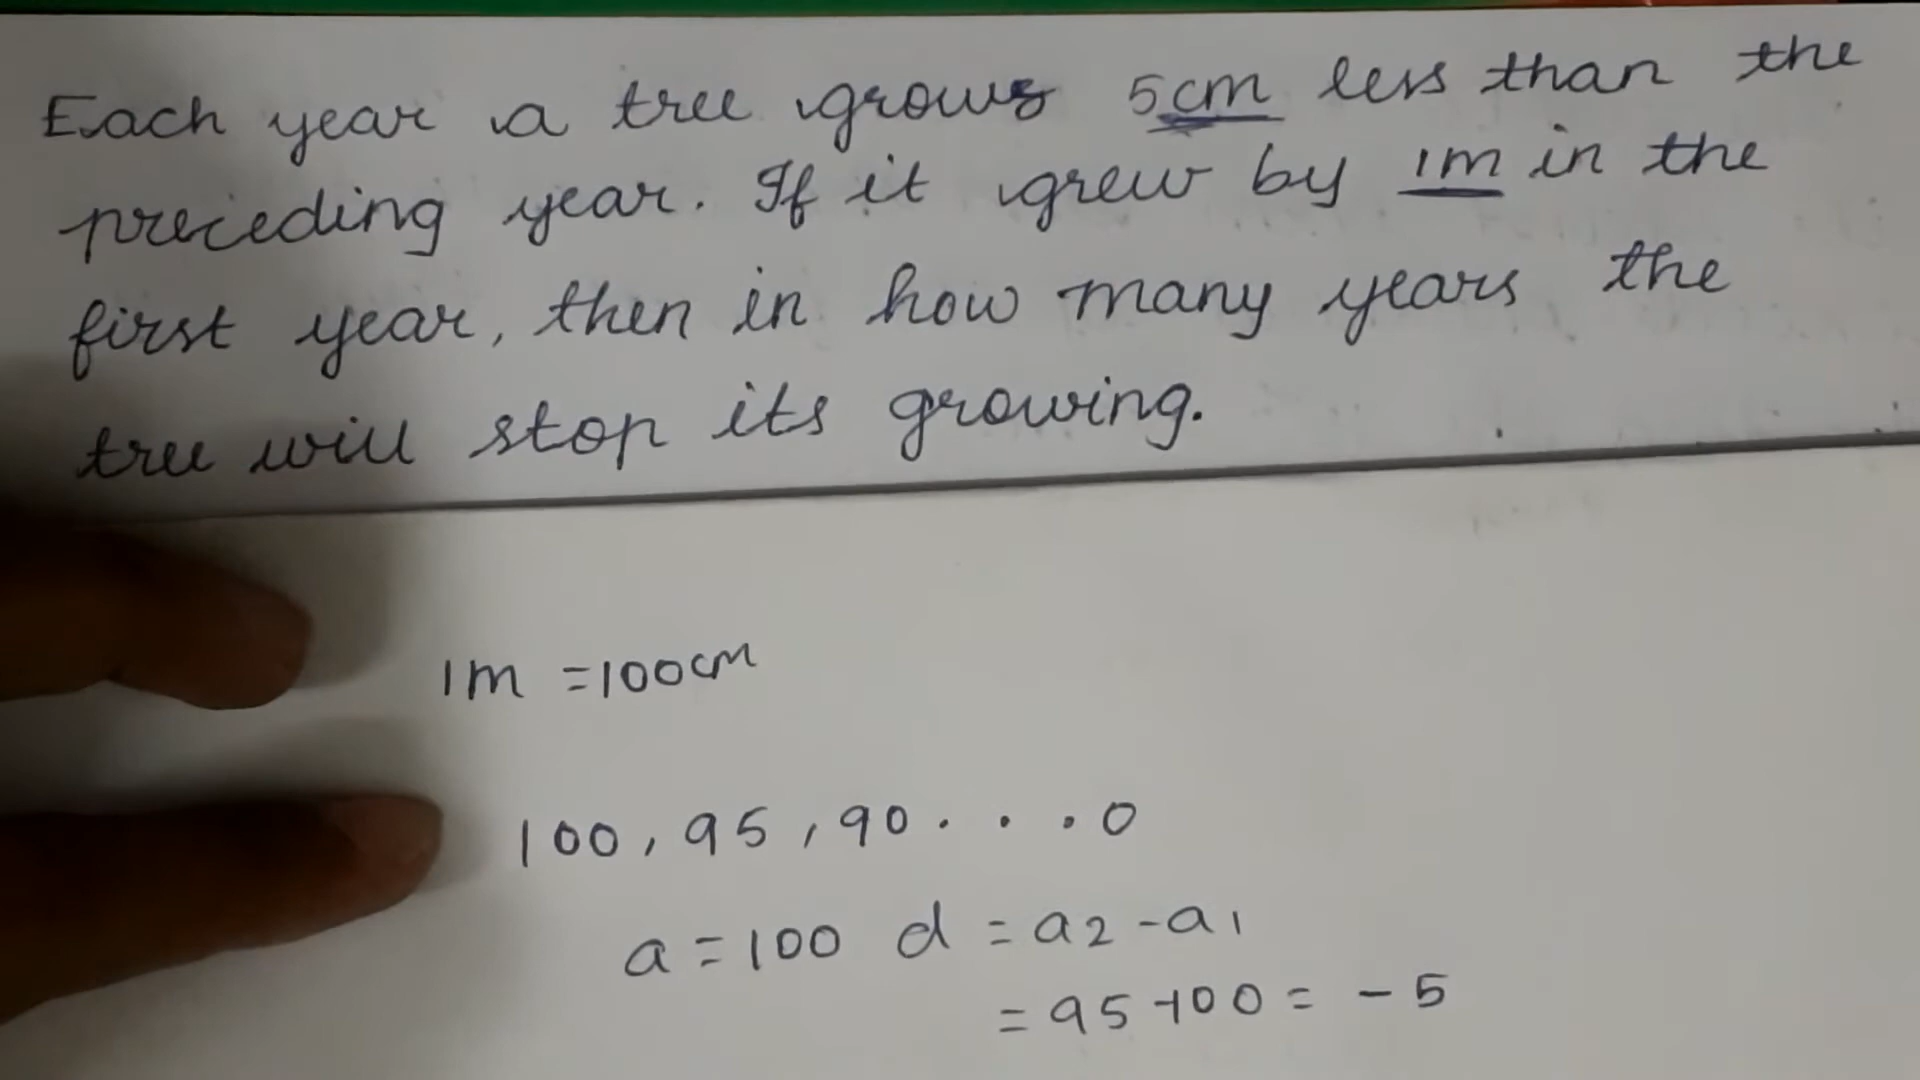 Each year a tree grows 5cm less than the
preceding year. If it grew by 1m in the
first year, then in how many years the
tree will stop its growing.
1m = 100cm
100, 95, 90 . . . . 0
a = 100 d = a2 - a1
= 95 - 100 = - 5